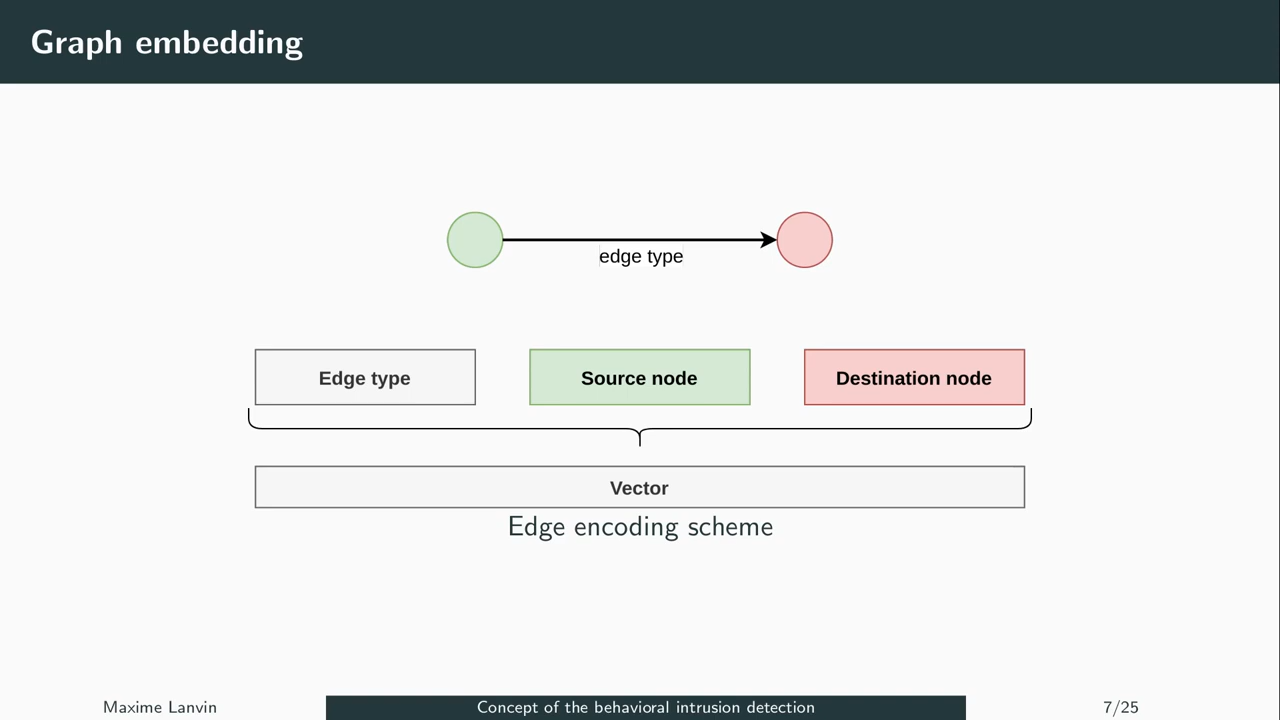 Graph embedding
edge type
Edge type
Source node
Destination node
Vector
Edge encoding scheme
Maxime Lanvin
Concept of the behavioral intrusion detection
7/25